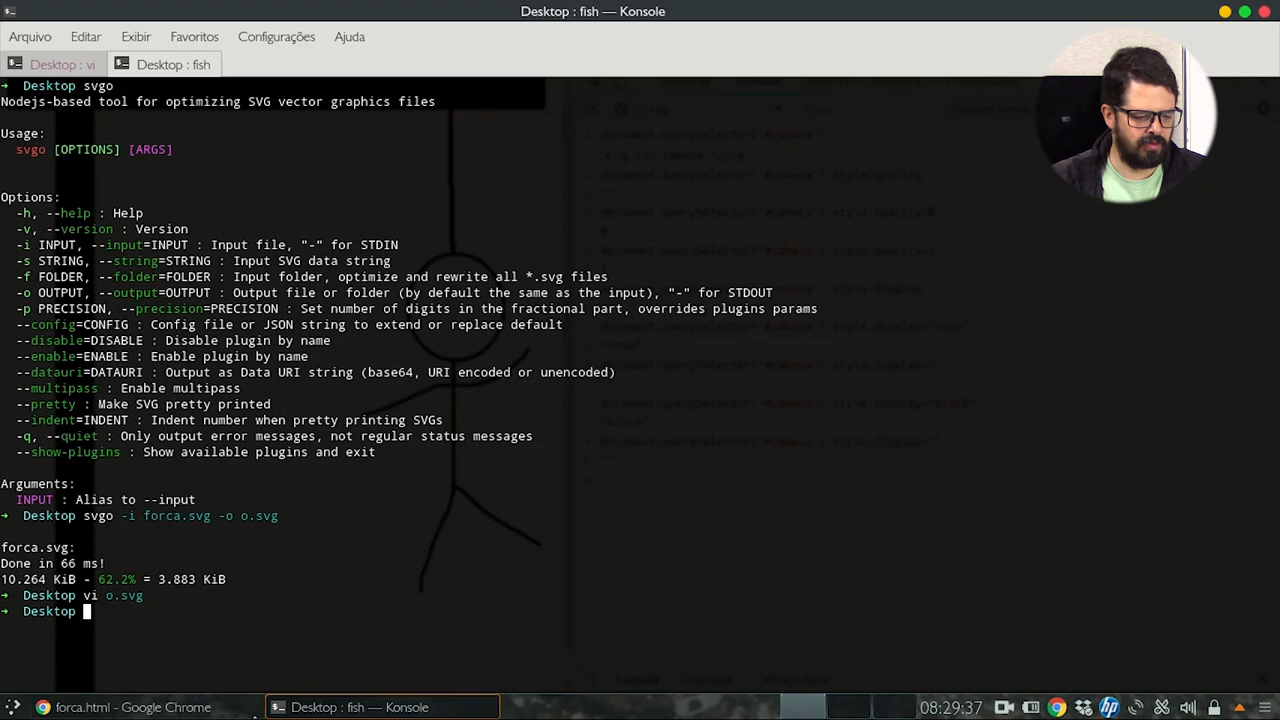 Desktop : fish — Konsole
Arquivo Editar Exibir Favoritos Configurações Ajuda
Desktop : vi Desktop : fish
➜ Desktop svgo
Nodejs-based tool for optimizing SVG vector graphics files
Usage:
svgo [OPTIONS] [ARGS]
Options:
-h, --help : Help
-v, --version : Version
-i INPUT, --input=INPUT : Input file, "-" for STDIN
-s STRING, --string=STRING : Input SVG data string
-f FOLDER, --folder=FOLDER : Input folder, optimize and rewrite all *.svg files
-o OUTPUT, --output=OUTPUT : Output file or folder (by default the same as the input), "-" for STDOUT
-p PRECISION, --precision=PRECISION : Set number of digits in the fractional part, overrides plugins params
--config=CONFIG : Config file or JSON string to extend or replace default
--disable=DISABLE : Disable plugin by name
--enable=ENABLE : Enable plugin by name
--datauri=DATAURI : Output as Data URI string (base64, URI encoded or unencoded)
--multipass : Enable multipass
--pretty : Make SVG pretty printed
--indent=INDENT : Indent number when pretty printing SVGs
-q, --quiet : Only output error messages, not regular status messages
--show-plugins : Show available plugins and exit
Arguments:
INPUT : Alias to --input
➜ Desktop svgo -i forca.svg -o o.svg
forca.svg:
Done in 66 ms!
10.264 KiB - 62.2% = 3.883 KiB
➜ Desktop vi o.svg
➜ Desktop
forca.html - Google Chrome Desktop : fish — Konsole 08:29:37